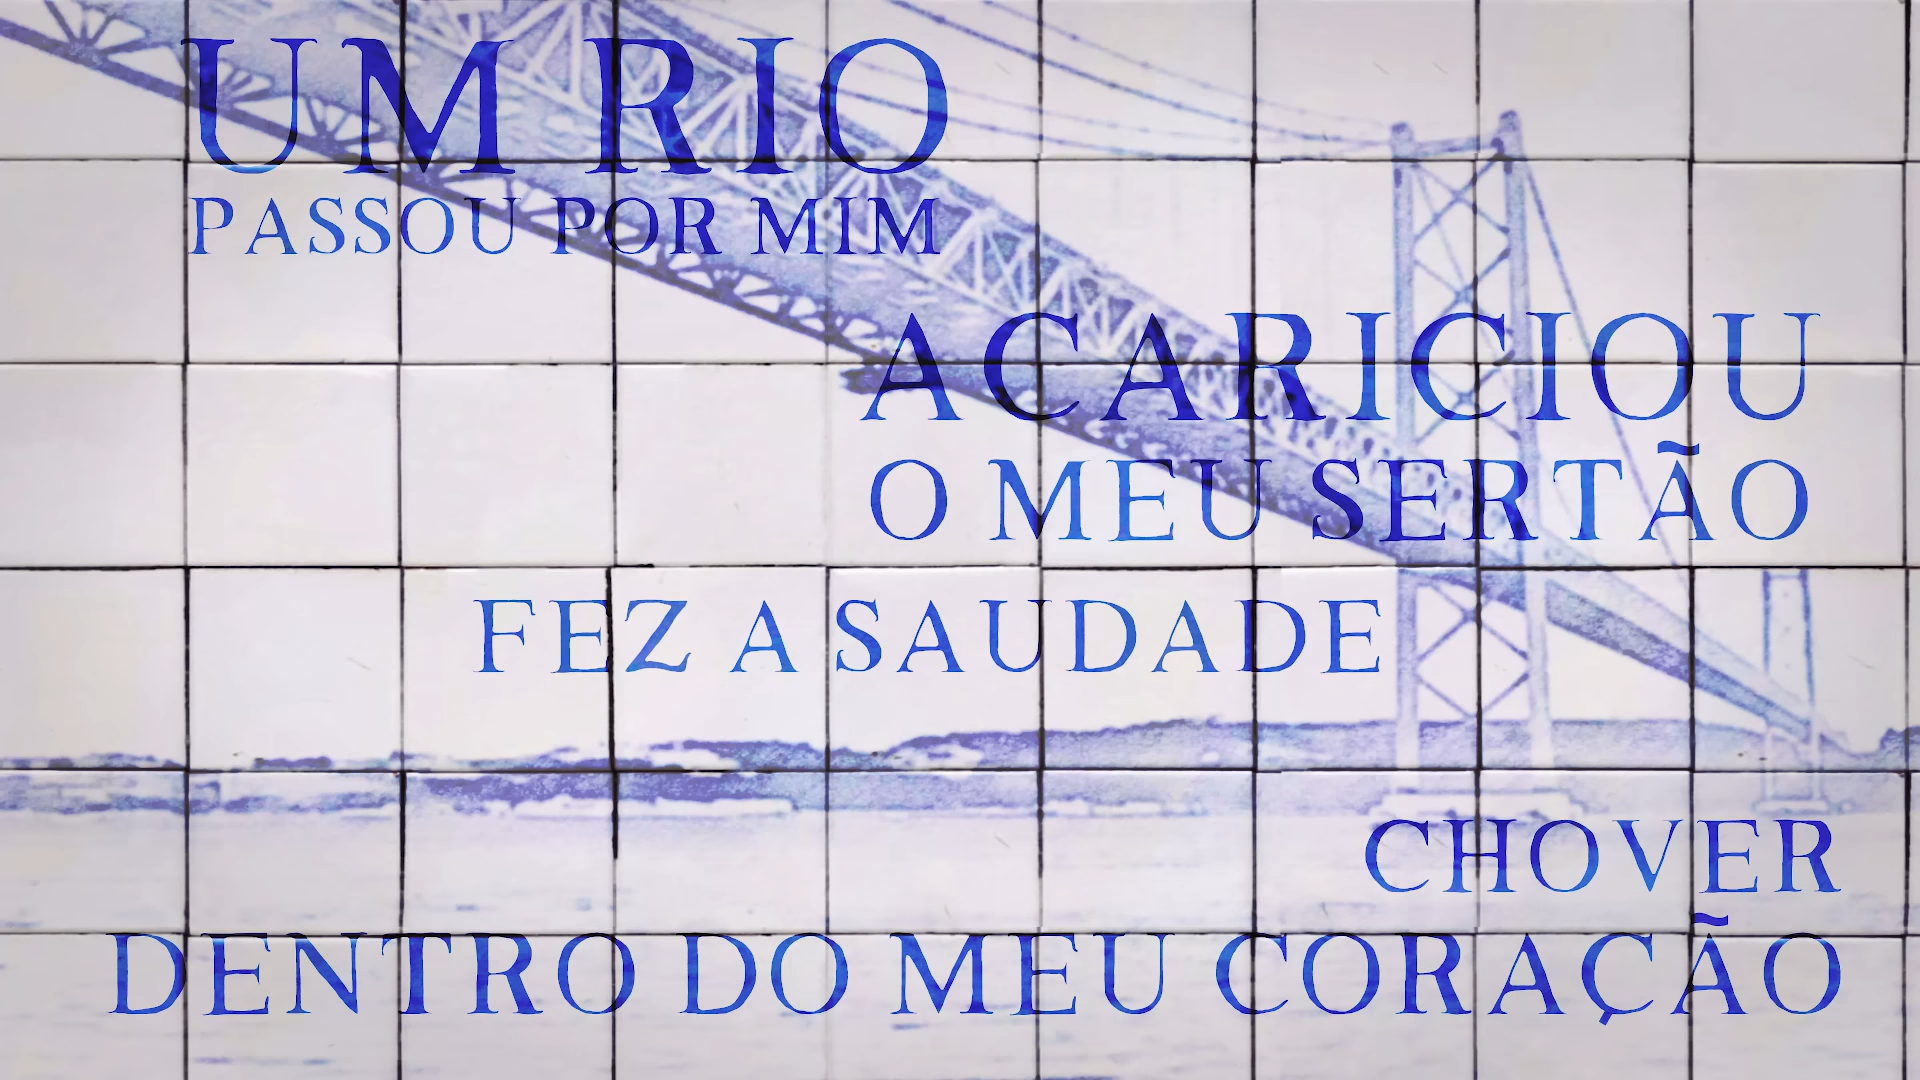 UM RIO
PASSOU POR MIM
ACARICIOU
O MEU SERTÃO
FEZ A SAUDADE
CHOVER
DENTRO DO MEU CORAÇÃO